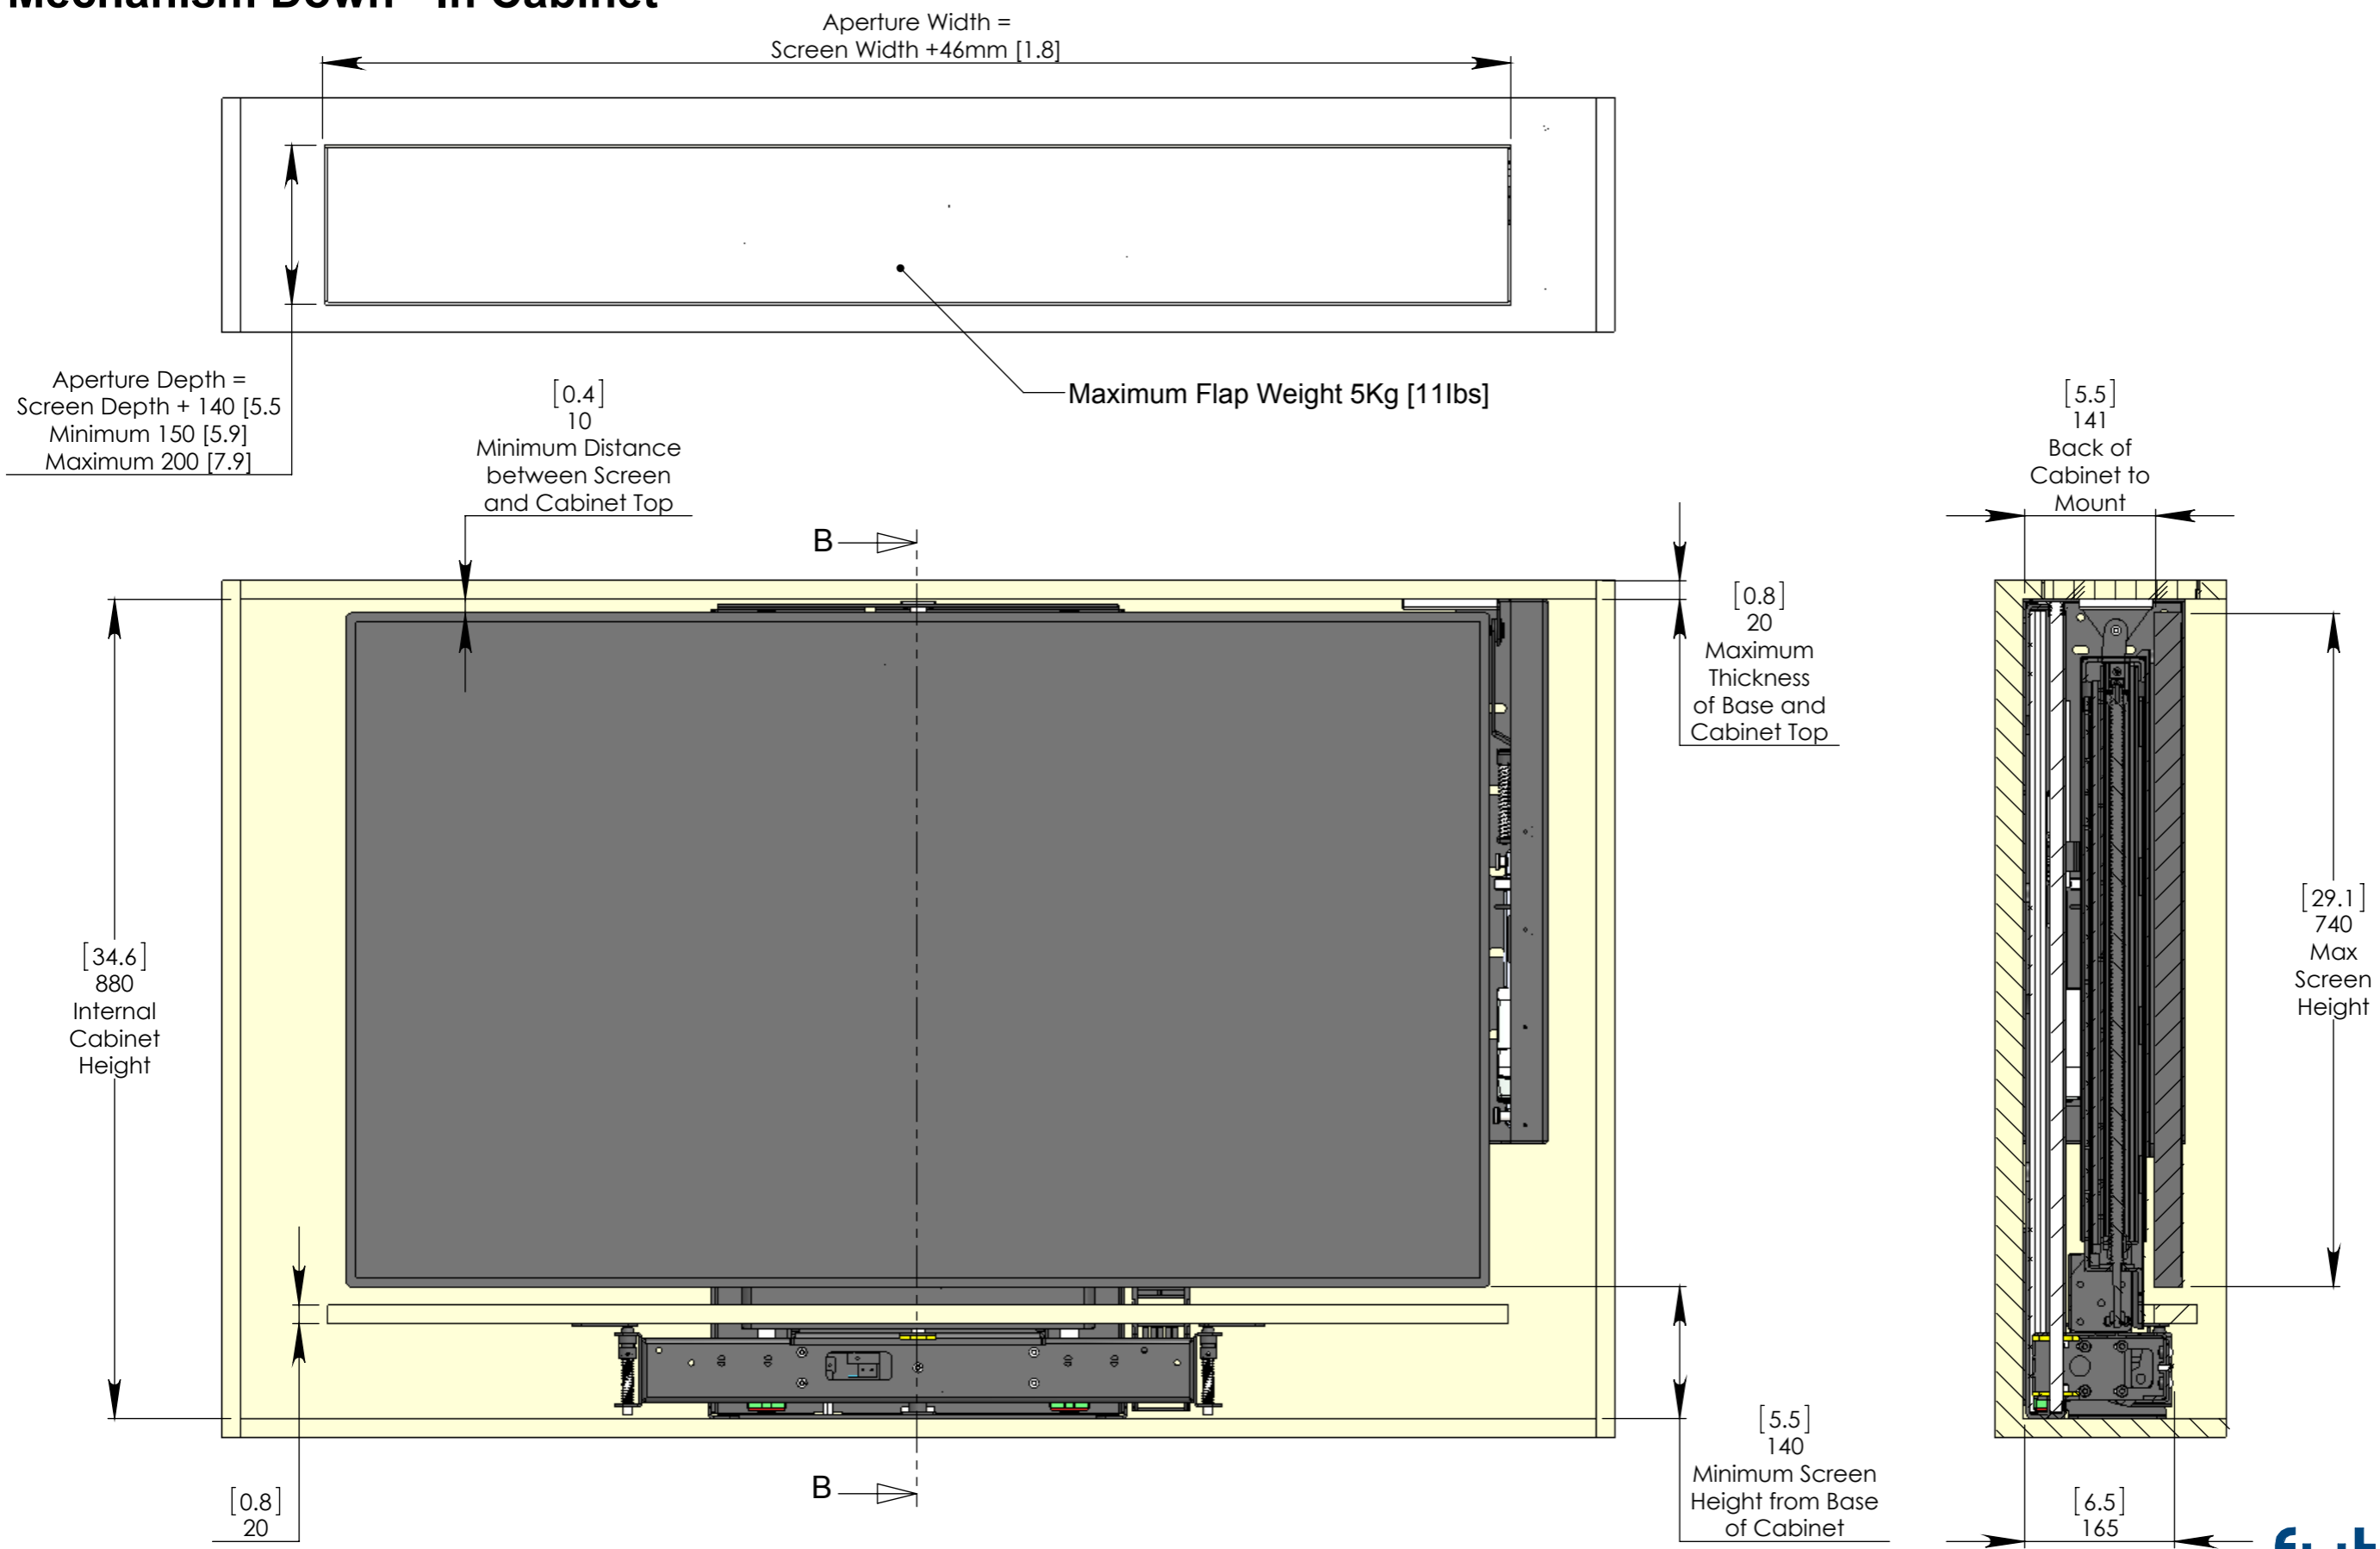 Mechanism Down - In Cabinet
Aperture Width =
Screen Width +46mm [1.8]
Aperture Depth =
Screen Depth + 140 [5.5
Minimum 150 [5.9]
Maximum 200 [7.9]
Maximum Flap Weight 5Kg [11lbs]
[0.4]
10
Minimum Distance
between Screen
and Cabinet Top
[5.5]
141
Back of
Cabinet to
Mount
B
[0.8]
20
Maximum
Thickness
of Base and
Cabinet Top
[34.6]
880
Internal
Cabinet
Height
[29.1]
740
Max
Screen
Height
[5.5]
140
Minimum Screen
Height from Base
of Cabinet
B
[0.8]
20
[6.5]
165